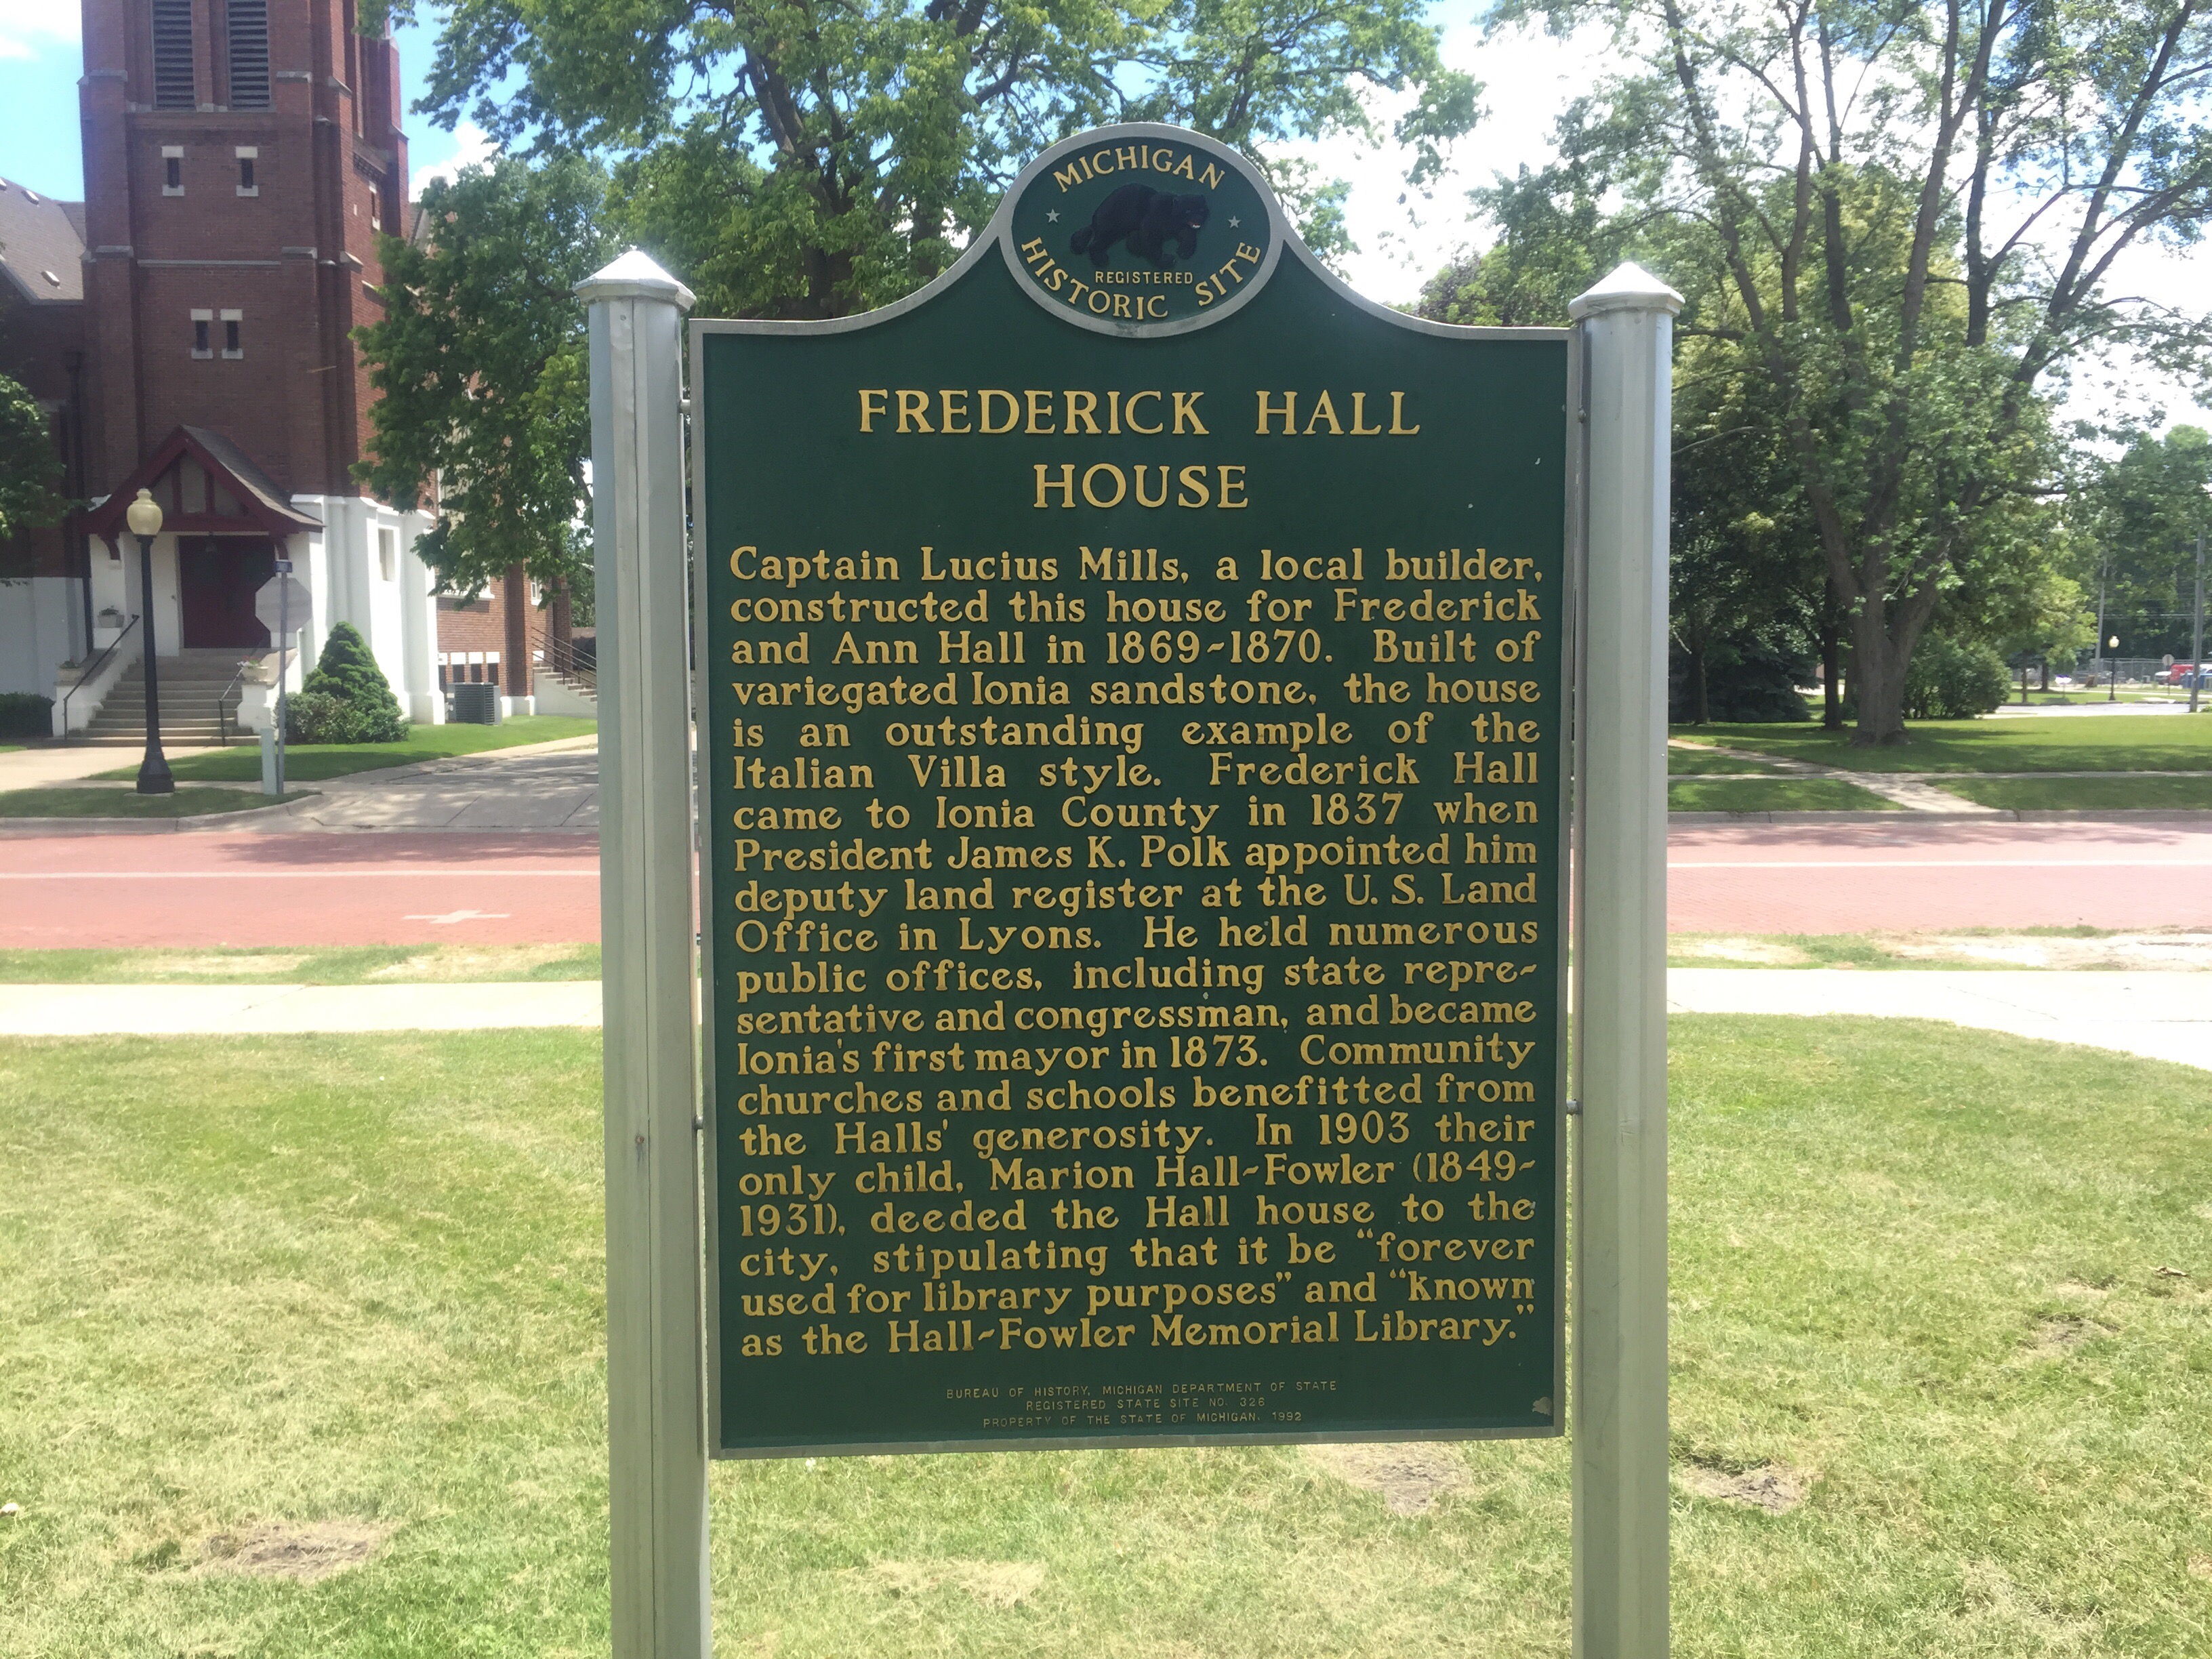 MICHIGAN
REGISTERED
HISTORIC SITE
FREDERICK HALL
HOUSE
Captain Lucius Mills, a local builder,
constructed this house for Frederick
and Ann Hall in 1869-1870. Built of
variegated Ionia sandstone, the house
is an outstanding example of the
Italian Villa style. Frederick Hall
came to Ionia County in 1837 when
President James K. Polk appointed him
deputy land register at the U. S. Land
Office in Lyons. He held numerous
public offices, including state repre-
sentative and congressman, and became
Ionia's first mayor in 1873. Community
churches and schools benefitted from
the Halls' generosity. In 1903 their
only child, Marion Hall-Fowler (1849-
1931), deeded the Hall house to the
city, stipulating that it be "forever
used for library purposes" and "known
as the Hall-Fowler Memorial Library."
BUREAU OF HISTORY, MICHIGAN DEPARTMENT OF STATE
REGISTERED STATE SITE NO. 326
PROPERTY OF THE STATE OF MICHIGAN, 1992